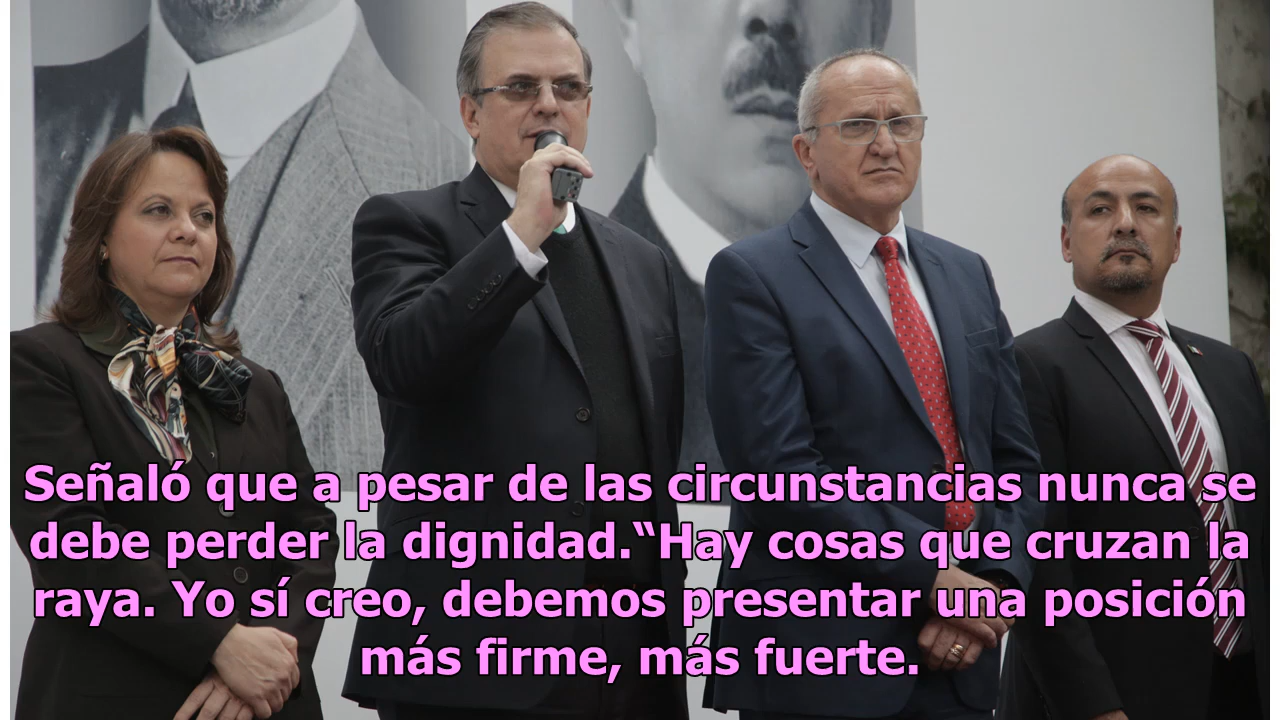 Señaló que a pesar de las circunstancias nunca se
debe perder la dignidad.“Hay cosas que cruzan la
raya. Yo sí creo, debemos presentar una posición
más firme, más fuerte.